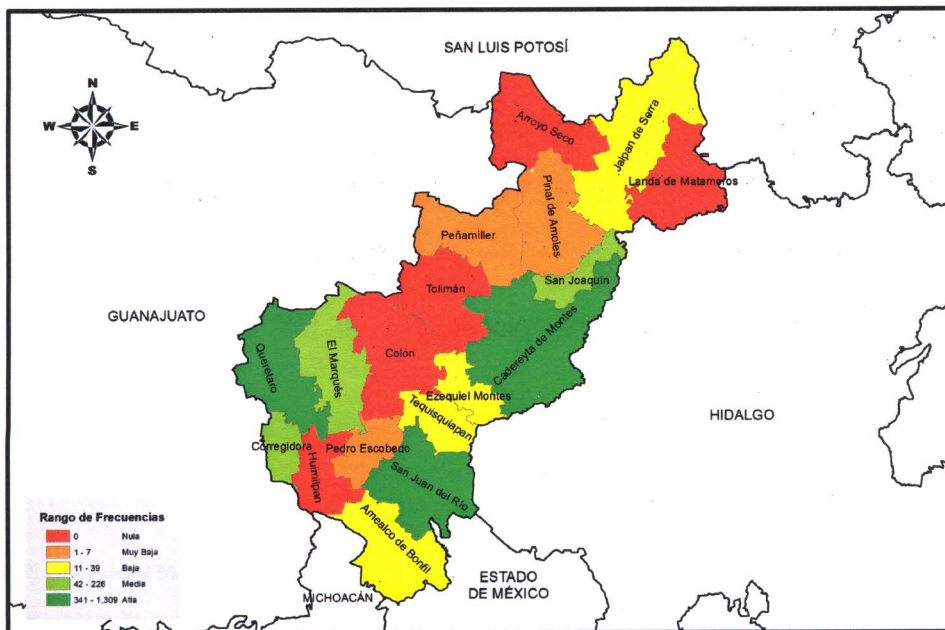 SAN LUIS POTOSÍ
N
W E
S
Arroyo Seco
Jalpan de Serra
Landa de Matamoros
Pinal de Amoles
Peñamiller
San Joaquín
Tolimán
GUANAJUATO
Cadereyta de Montes
El Marqués
Querétaro
Colón
Ezequiel Montes
HIDALGO
Tequisquiapan
Corregidora
Pedro Escobedo
Huimilpan
San Juan del Río
Amealco de Bonfil
Rango de Frecuencias
0 Nula
1 - 7 Muy Baja
11 - 39 Baja
42 - 226 Media
341 - 1,309 Alta
ESTADO
DE MÉXICO
MICHOACÁN